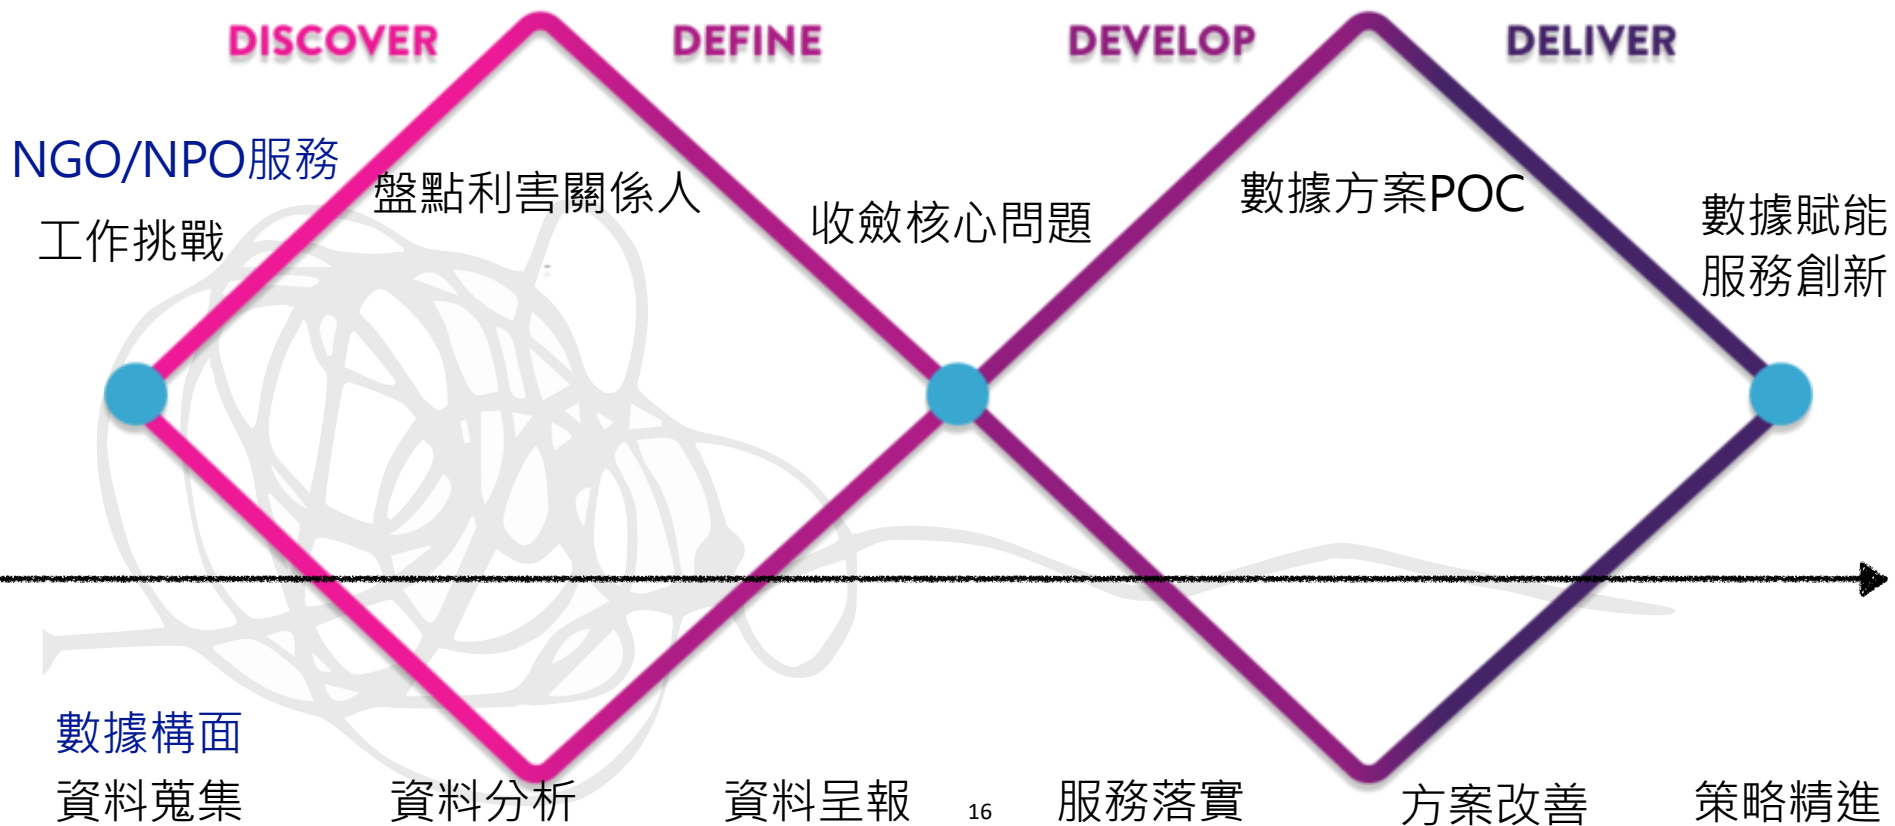 DISCOVER
DEFINE
DEVELOP
DELIVER
NGO/NPO服務
工作挑戰
盤點利害關係人
收斂核心問題
數據方案POC
數據賦能
服務創新
數據構面
資料蒐集
資料分析
資料呈報
16
服務落實
方案改善
策略精進